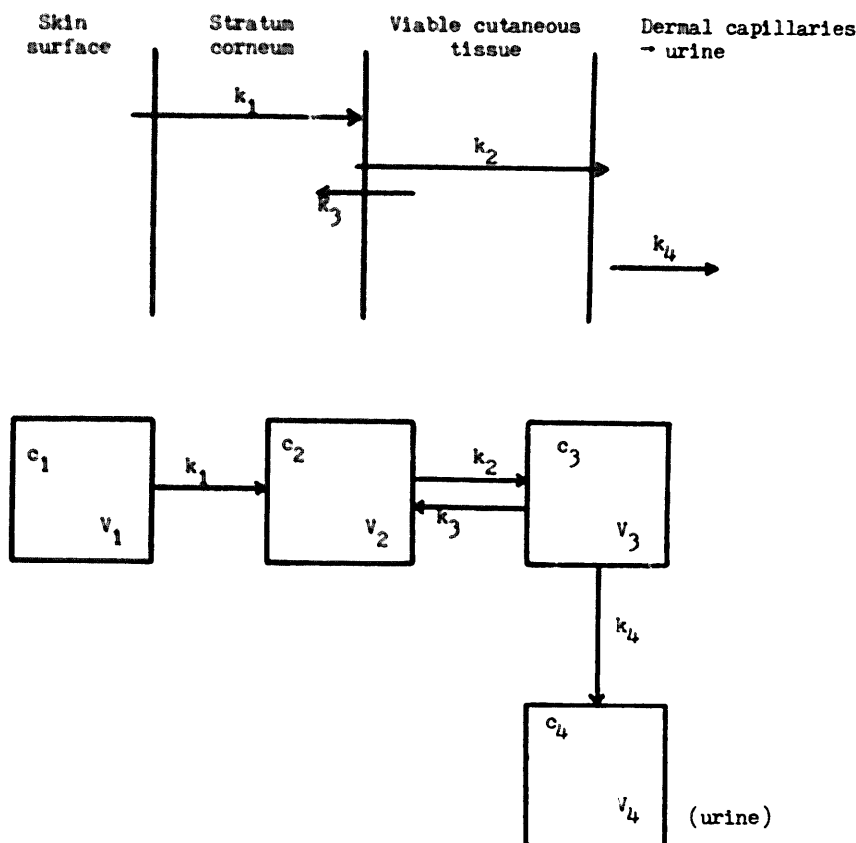 Skin surface
Stratum corneum
Viable cutaneous tissue
Dermal capillaries → urine
k1
k2
k3
k4
c1
V1
k1
c2
V2
k2
k3
c3
V3
k4
c4
V4
(urine)